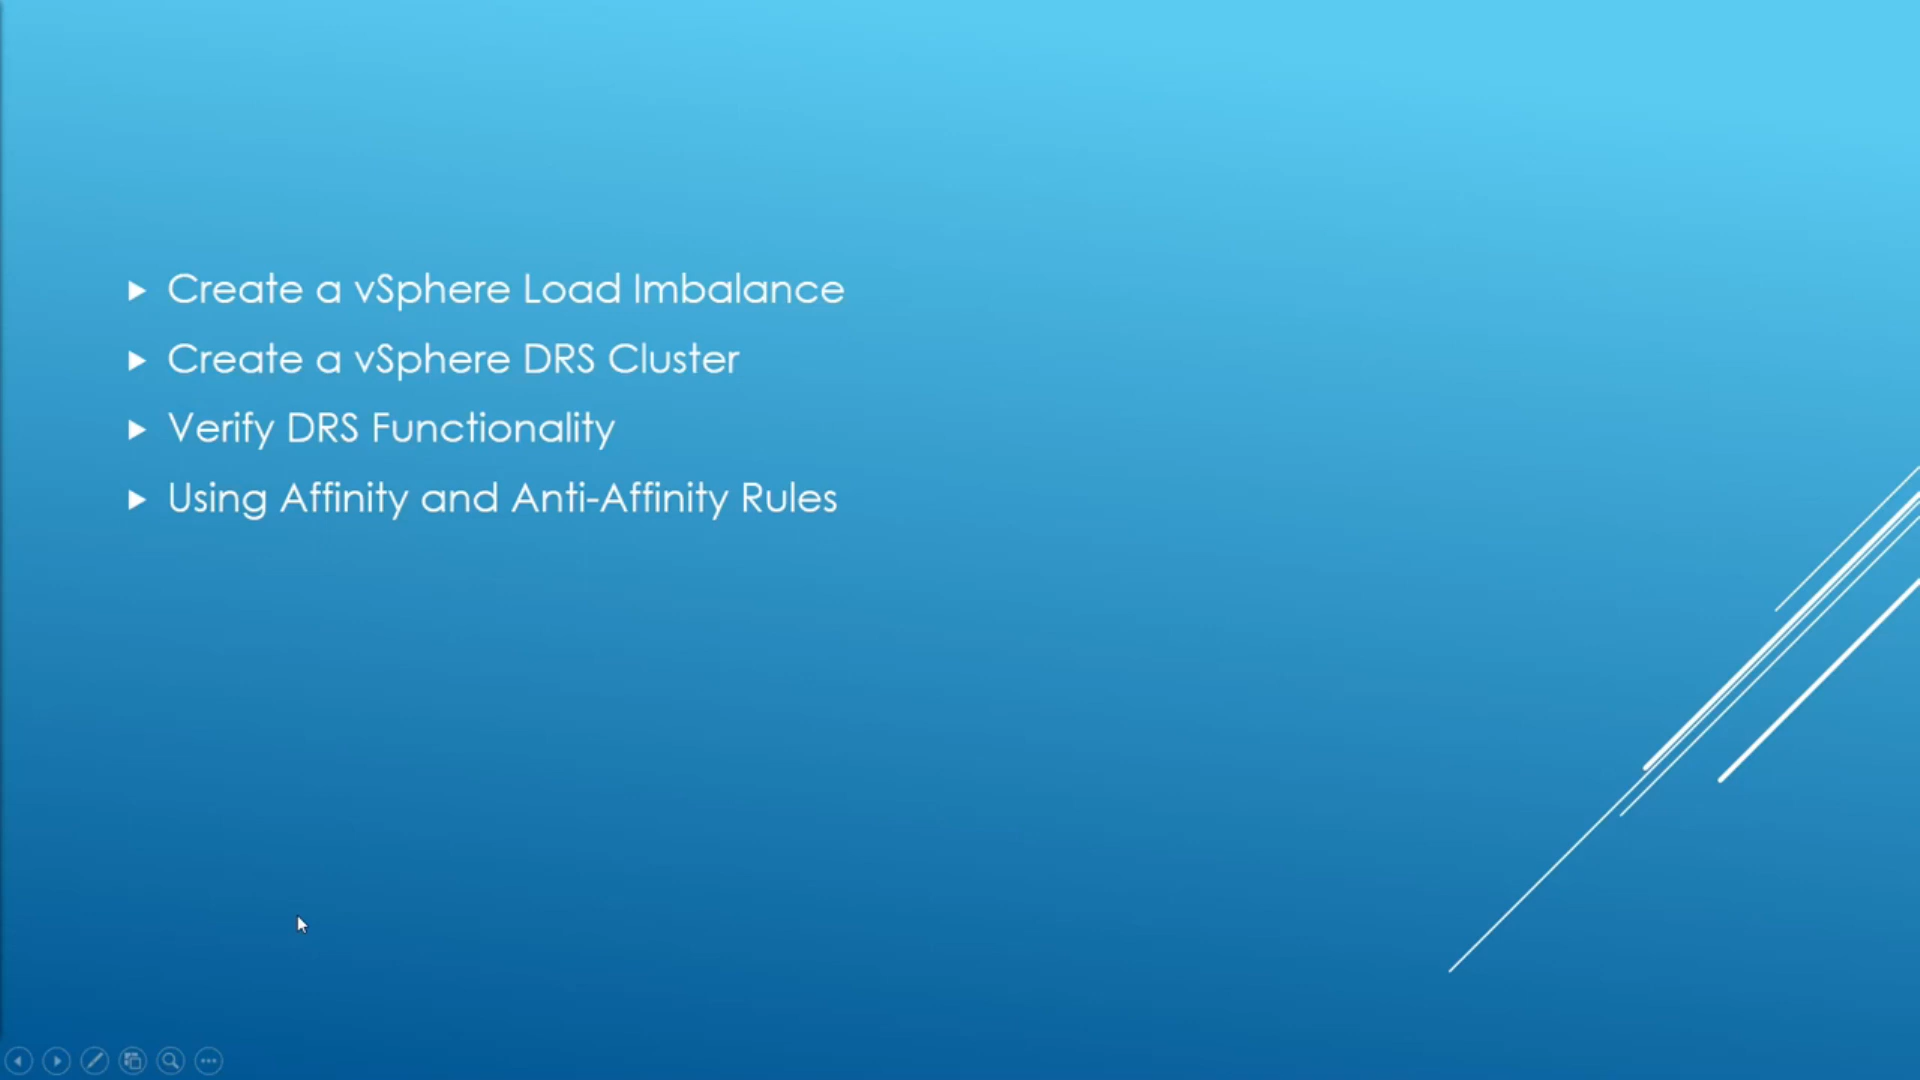 Create a vSphere Load Imbalance
Create a vSphere DRS Cluster
Verify DRS Functionality
Using Affinity and Anti-Affinity Rules